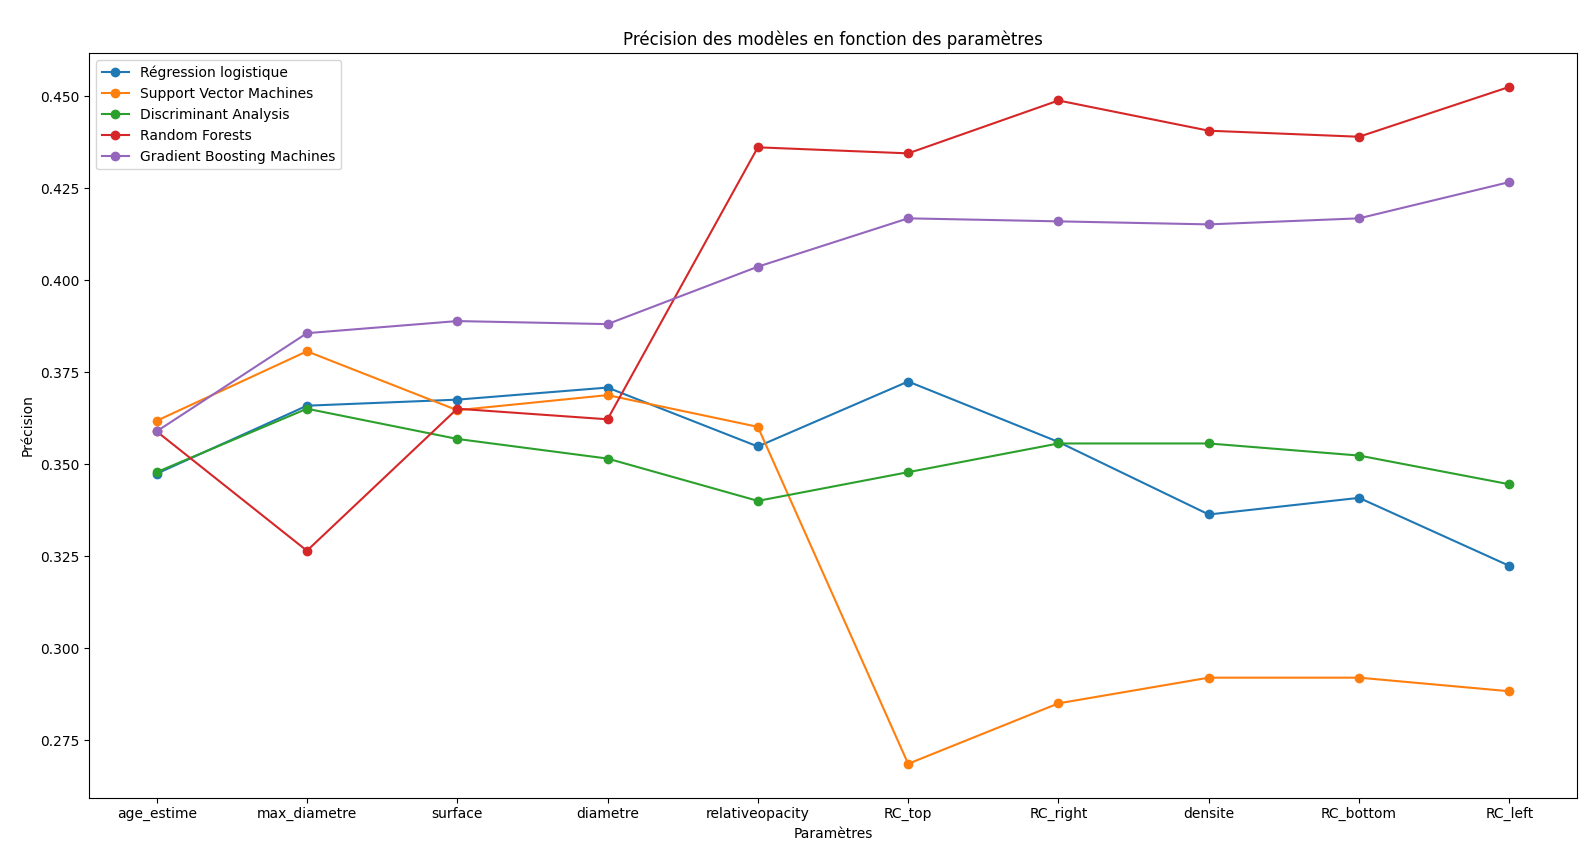 Précision des modèles en fonction des paramètres
Régression logistique
Support Vector Machines
Discriminant Analysis
Random Forests
Gradient Boosting Machines
0.450
0.425
0.400
0.375
0.350
0.325
0.300
0.275
Précision
age_estime max_diametre surface diametre relativeopacity RC_top RC_right densite RC_bottom RC_left
Paramètres